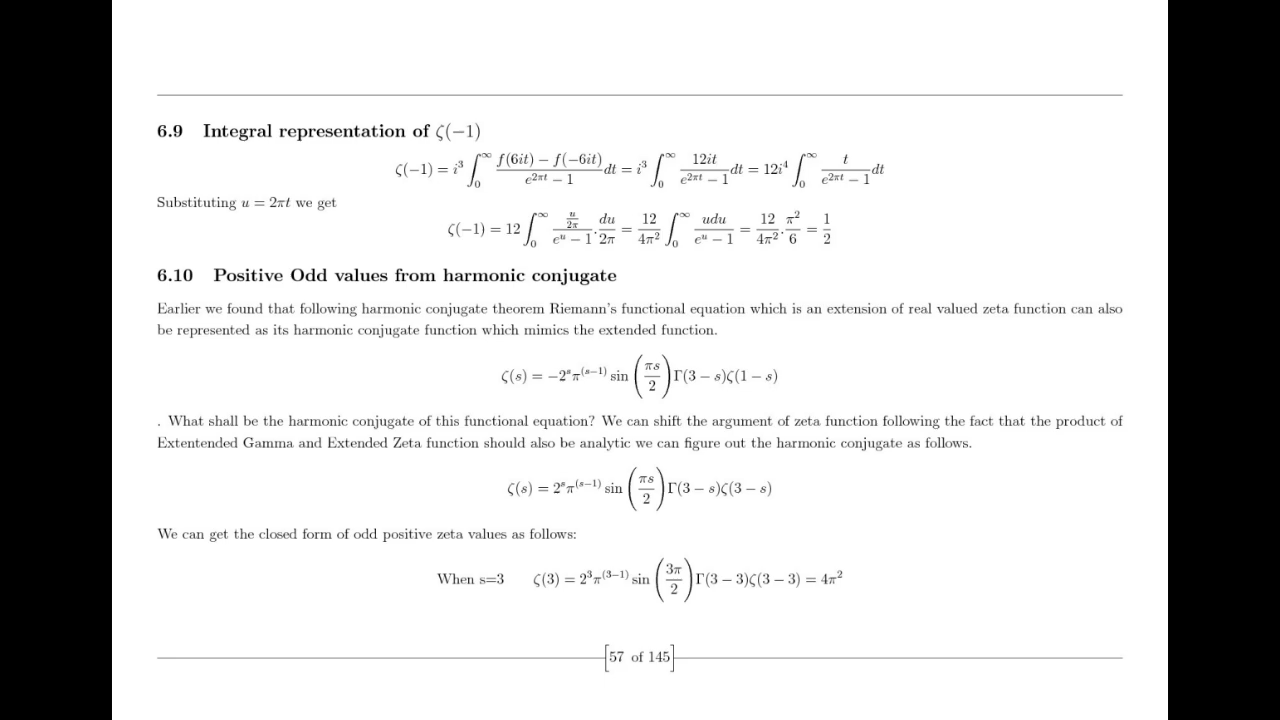 6.9 Integral representation of ζ(−1)
ζ(−1) = i³ ∫₀^∞ (f(6it) − f(−6it))/(e^{2πt} − 1) dt = i³ ∫₀^∞ 12it/(e^{2πt} − 1) dt = 12i⁴ ∫₀^∞ t/(e^{2πt} − 1) dt
Substituting u = 2πt we get
ζ(−1) = 12 ∫₀^∞ (u/2π)/(e^u − 1) . du/2π = 12/4π² ∫₀^∞ udu/(e^u − 1) = 12/4π² . π²/6 = 1/2
6.10 Positive Odd values from harmonic conjugate
Earlier we found that following harmonic conjugate theorem Riemann's functional equation which is an extension of real valued zeta function can also
be represented as its harmonic conjugate function which mimics the extended function.
ζ(s) = −2^s π^{(s−1)} sin(πs/2) Γ(3 − s)ζ(1 − s)
. What shall be the harmonic conjugate of this functional equation? We can shift the argument of zeta function following the fact that the product of
Extentended Gamma and Extended Zeta function should also be analytic we can figure out the harmonic conjugate as follows.
ζ(s) = 2^s π^{(s−1)} sin(πs/2) Γ(3 − s)ζ(3 − s)
We can get the closed form of odd positive zeta values as follows:
When s=3 ζ(3) = 2³π^{(3−1)} sin(3π/2) Γ(3 − 3)ζ(3 − 3) = 4π²
[57 of 145]